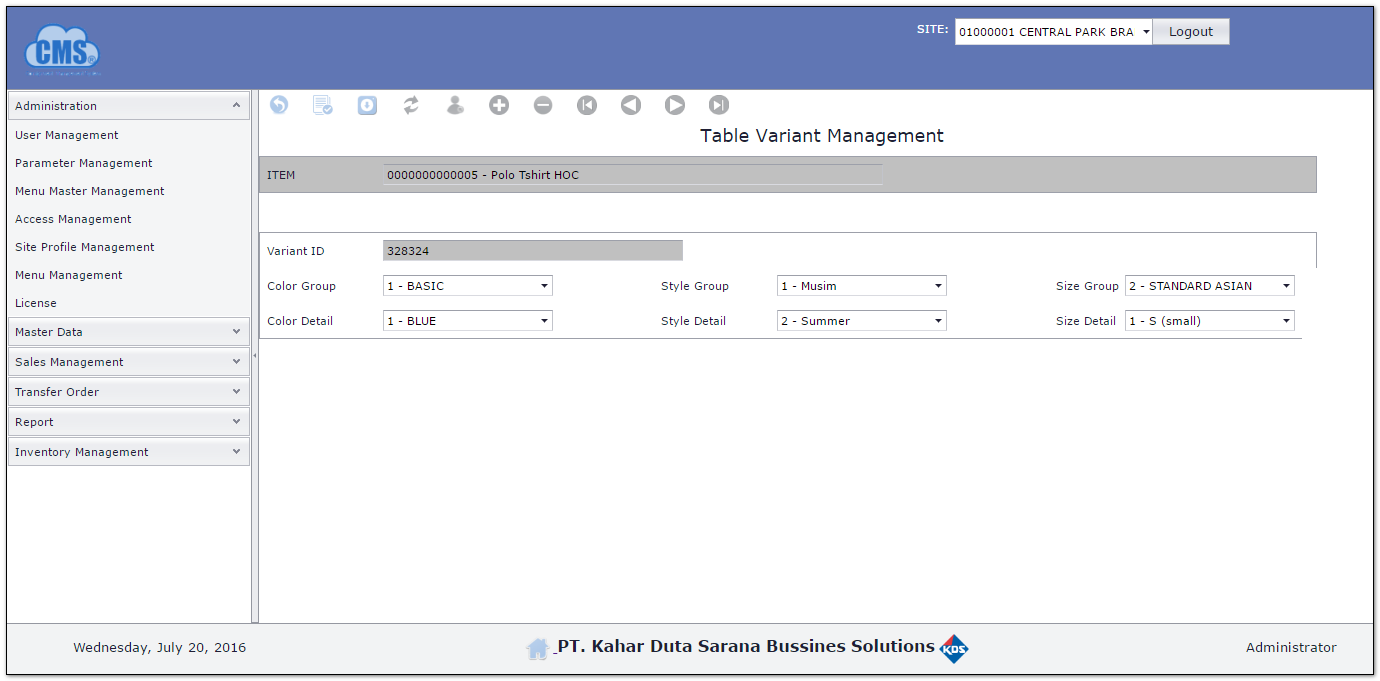 CMS®
SITE: 01000001 CENTRAL PARK BRA Logout
Administration
User Management
Parameter Management
Menu Master Management
Access Management
Site Profile Management
Menu Management
License
Master Data
Sales Management
Transfer Order
Report
Inventory Management
Table Variant Management
ITEM 0000000000005 - Polo Tshirt HOC
Variant ID 328324
Color Group 1 - BASIC Style Group 1 - Musim Size Group 2 - STANDARD ASIAN
Color Detail 1 - BLUE Style Detail 2 - Summer Size Detail 1 - S (small)
Wednesday, July 20, 2016 PT. Kahar Duta Sarana Bussines Solutions KDS Administrator